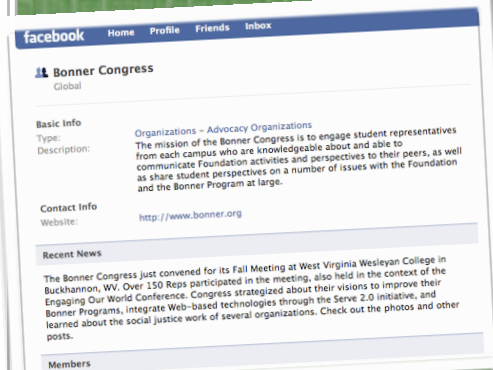 facebook Home Profile Friends Inbox
Bonner Congress
Global
Basic Info
Type: Organizations – Advocacy Organizations
Description: The mission of the Bonner Congress is to engage student representatives
from each campus who are knowledgeable about and able to
communicate Foundation activities and perspectives to their peers, as well
as share student perspectives on a number of issues with the Foundation
and the Bonner Program at large.
Contact Info
Website: http://www.bonner.org
Recent News
The Bonner Congress just convened for its Fall Meeting at West Virginia Wesleyan College in
Buckhannon, WV. Over 150 Reps participated in the meeting, also held in the context of the
Engaging Our World Conference. Congress strategized about their visions to improve their
Bonner Programs, integrate Web-based technologies through the Serve 2.0 initiative, and
learned about the social justice work of several organizations. Check out the photos and other
posts.
Members